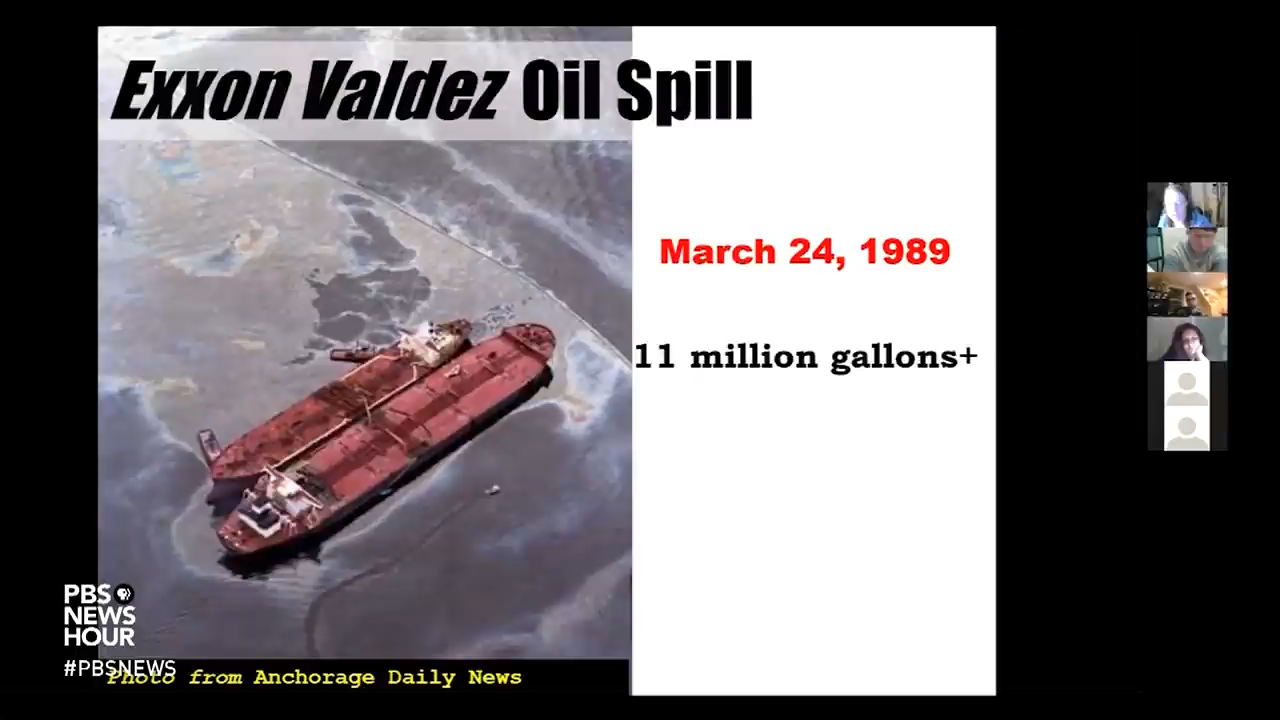 Exxon Valdez Oil Spill
March 24, 1989
11 million gallons+
PBS
NEWS
HOUR
#PBSNEWS
Photo from Anchorage Daily News